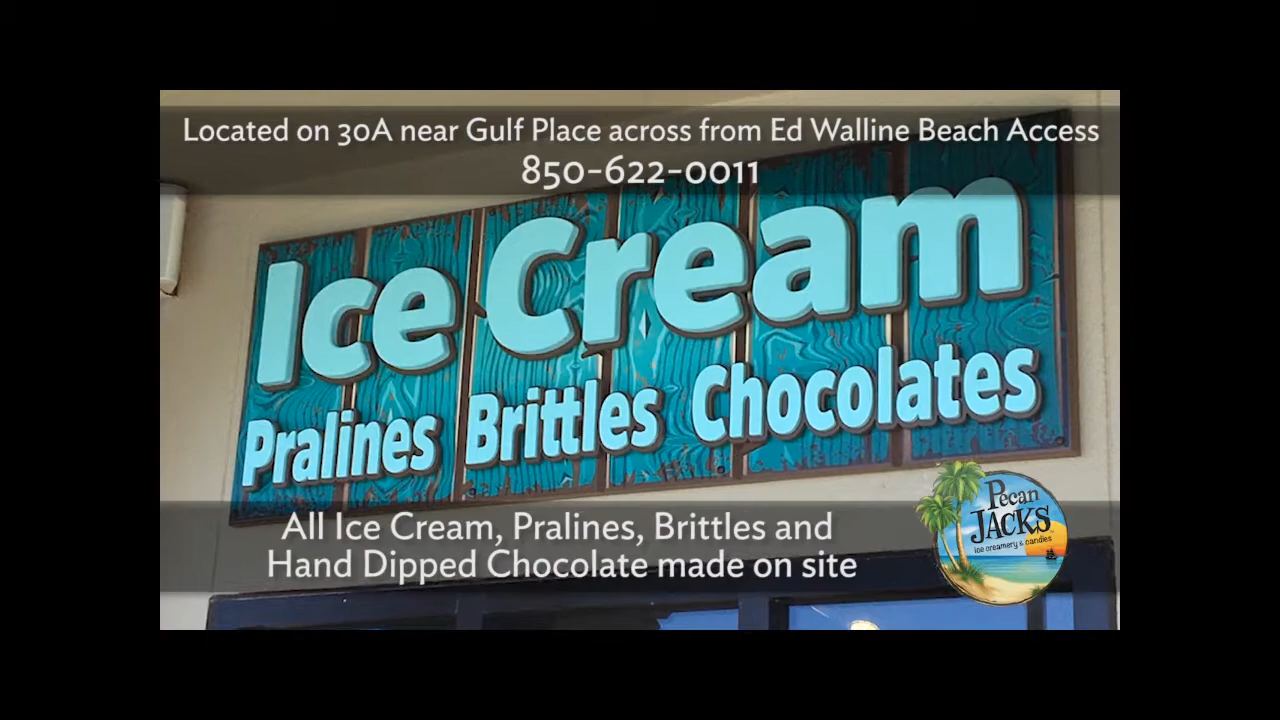 Located on 30A near Gulf Place across from Ed Walline Beach Access
850-622-0011
Ice Cream
Pralines Brittles Chocolates
All Ice Cream, Pralines, Brittles and
Hand Dipped Chocolate made on site
Pecan
JACKS
ice creamery & candies